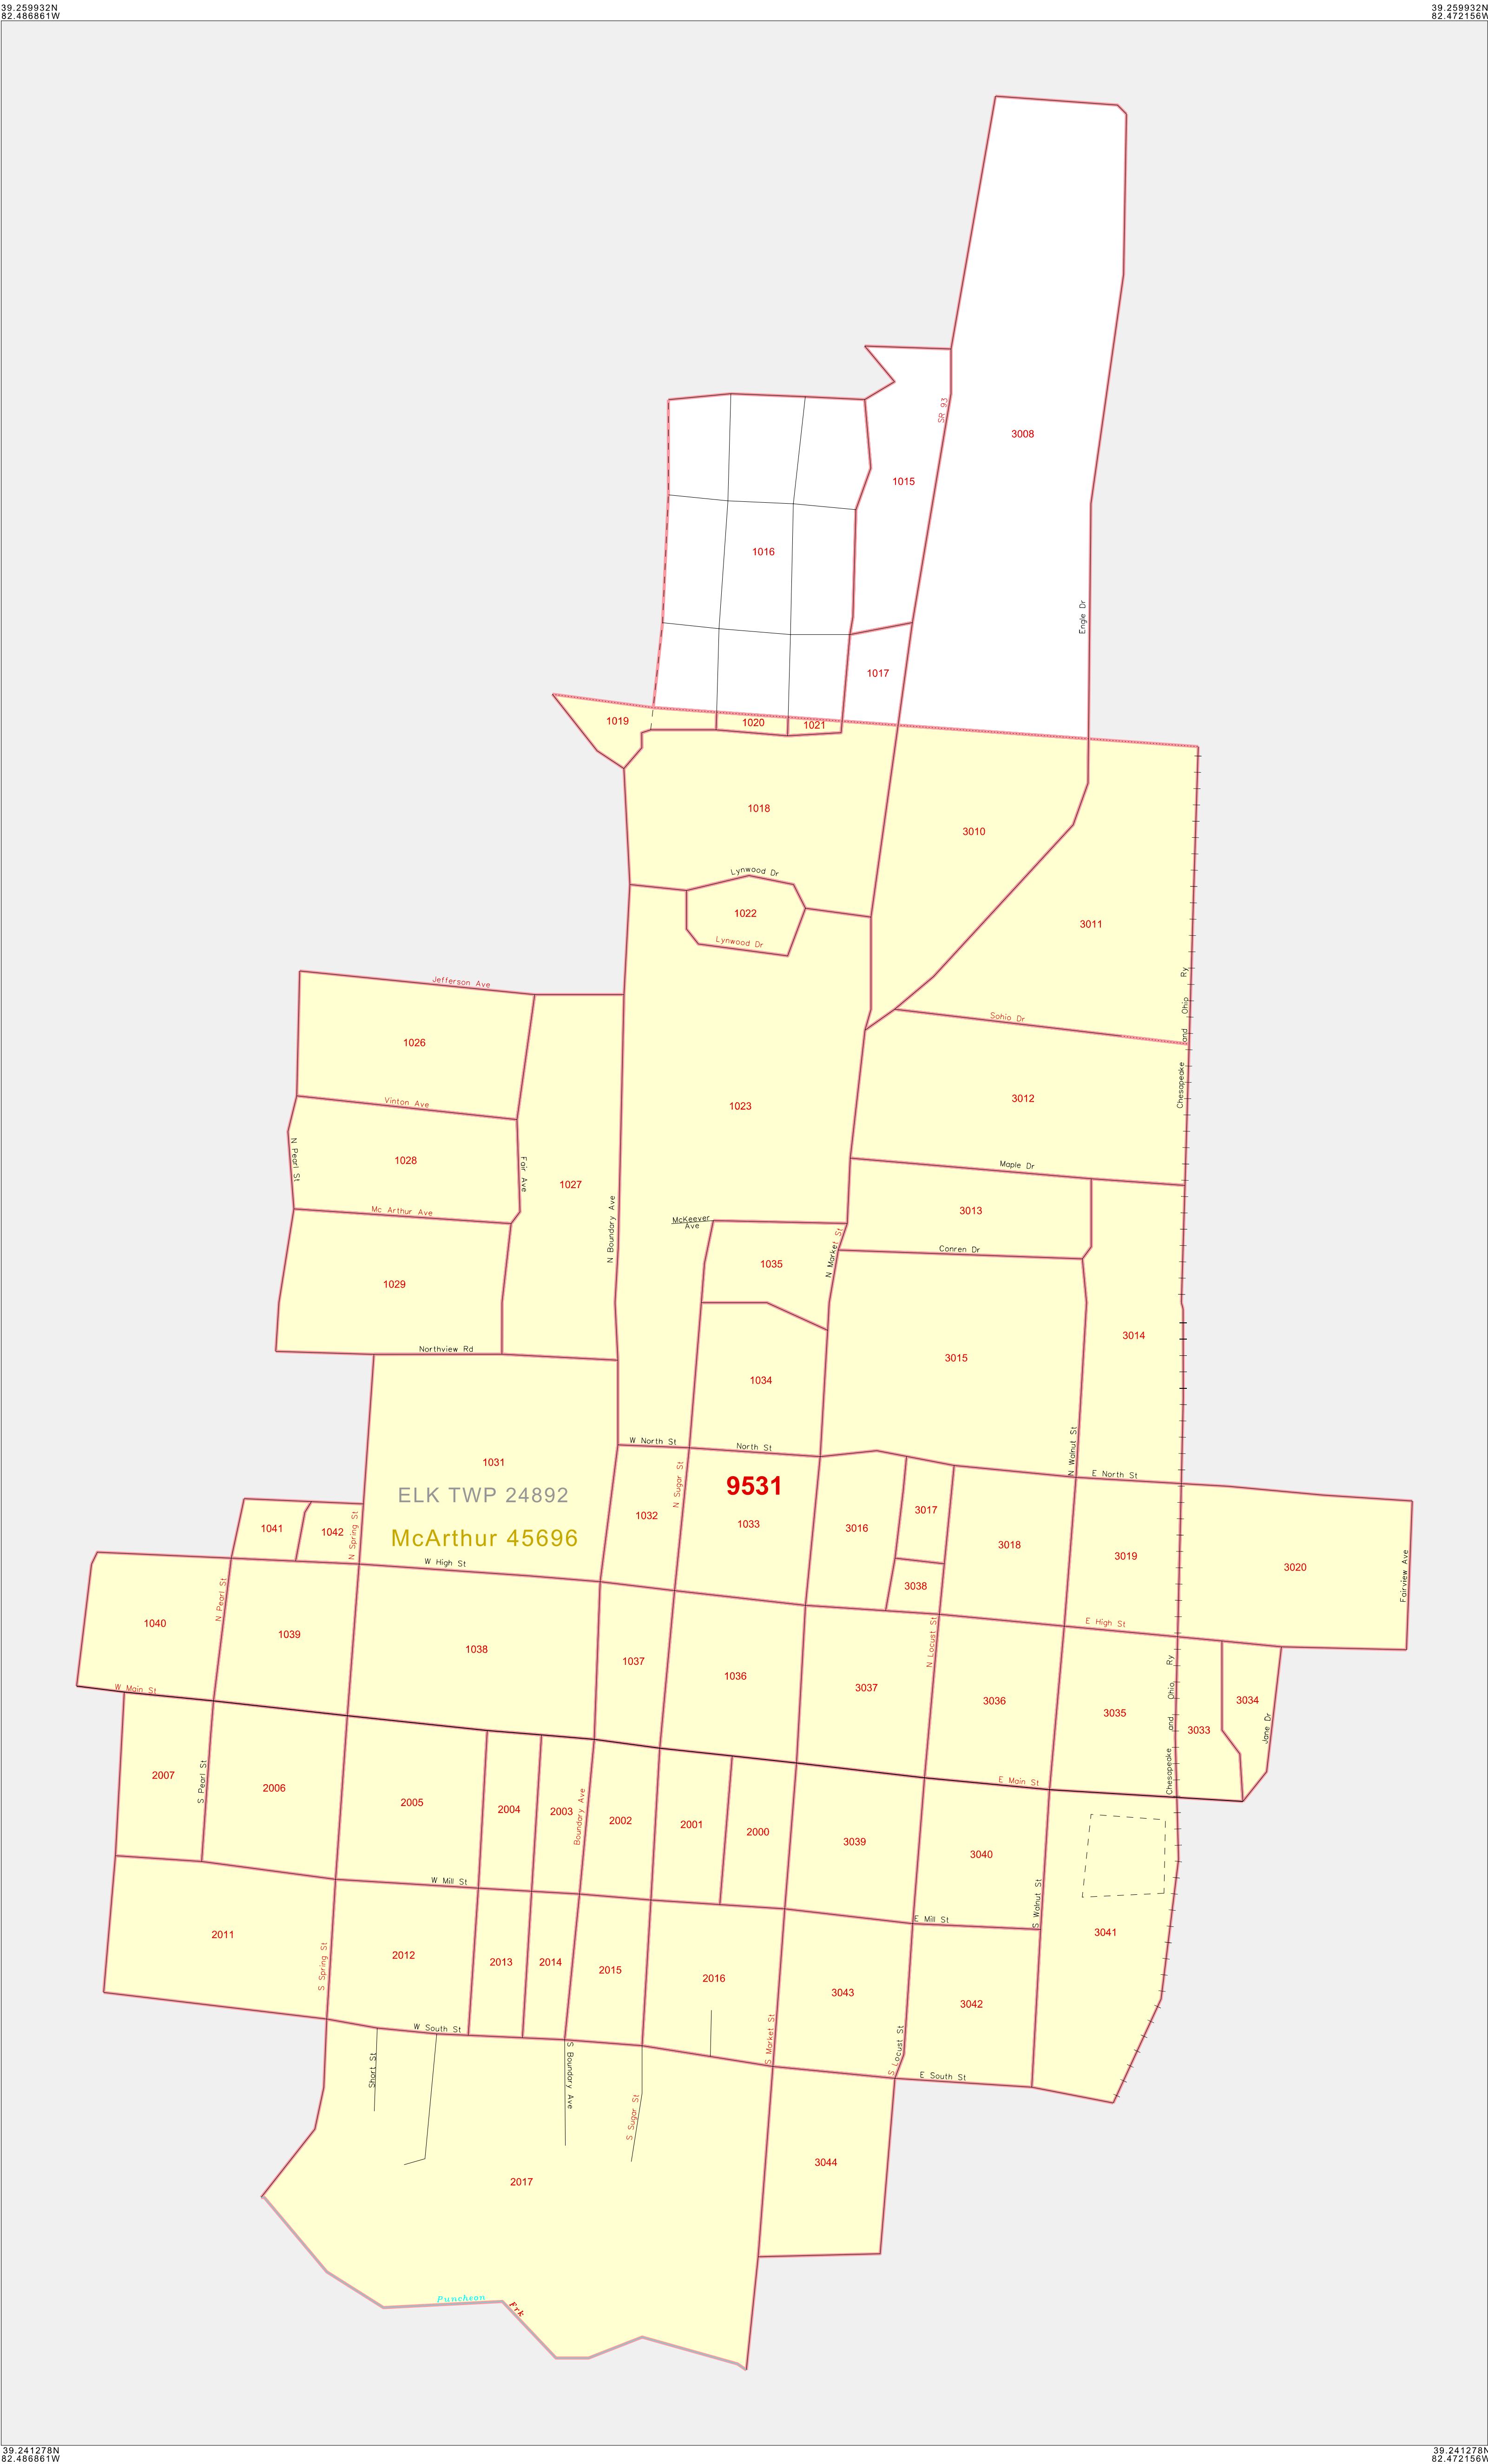 39.259932N
82.486861W
39.259932N
82.472156W
SR 93
3008
1015
1016
Engle Dr
1017
1019
1020
1021
1018
3010
Lynwood Dr
1022
Lynwood Dr
3011
Jefferson Ave
Chesapeake and Ohip Ry
Sohio Dr
1026
Vinton Ave
1023
3012
N Pearl St
1028
Fair Ave
1027
Maple Dr
Mc Arthur Ave
N Boundary Ave
McKeever
Ave
3013
N Market St
Conren Dr
1029
1035
3014
Northview Rd
3015
1034
N Walnut St
W North St
North St
1031
E North St
ELK TWP 24892
N Sugar St
9531
1032
1033
3016
3017
1041
1042
N Spring St
McArthur 45696
3018
3019
3020
Fairview Ave
W High St
3038
N Pearl St
1040
1039
1038
E High St
N Locust St
1037
1036
3037
3036
3035
3033
3034
Jane Dr
Chesapeake and Ohio Ry
W Main St
E Main St
2007
S Pearl St
2006
2005
2004
2003
Boundary Ave
2002
2001
2000
3039
3040
W Mill St
S Walnut St
E Mill St
3041
2011
S Spring St
2012
2013
2014
2015
2016
3043
3042
W South St
Short St
S Boundary Ave
S Market St
S Locust St
E South St
S Sugar St
3044
2017
Puncheon Frk
39.241278N
82.486861W
39.241278N
82.472156W